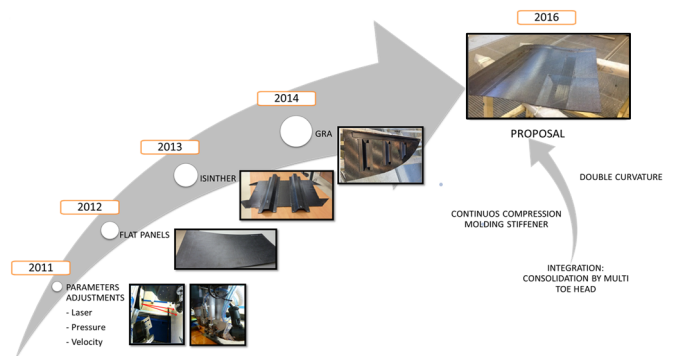 2016
2014
GRA
PROPOSAL
2013
ISINTHER
DOUBLE CURVATURE
2012
FLAT PANELS
CONTINUOS COMPRESSION
MOLDING STIFFENER
2011
PARAMETERS
ADJUSTMENTS
- Laser
- Pressure
- Velocity
INTEGRATION:
CONSOLIDATION BY MULTI
TOE HEAD